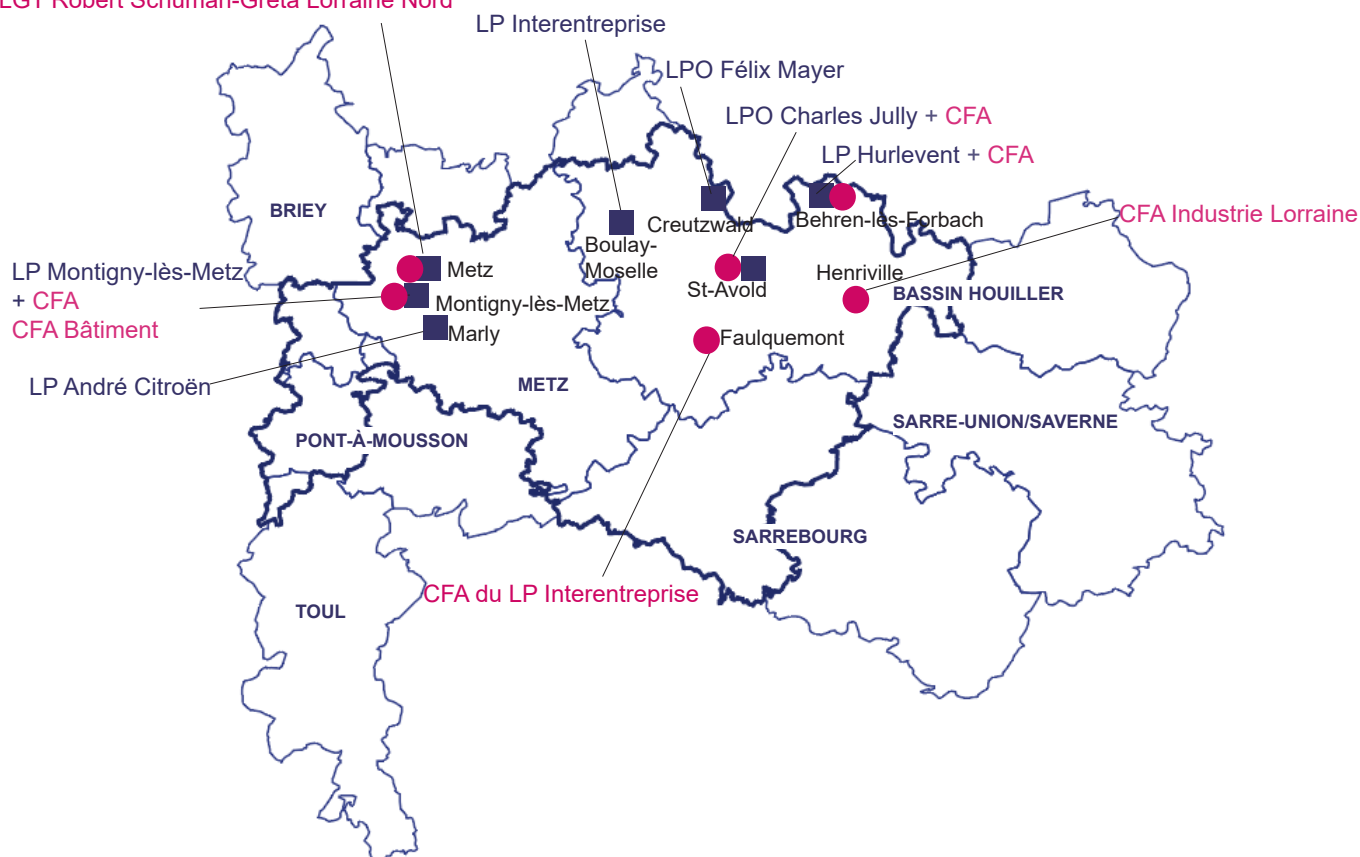 LGT Robert Schuman-Greta Lorraine Nord
LP Interentreprise
LPO Félix Mayer
LPO Charles Jully + CFA
LP Hurlevent + CFA
BRIEY
Creutzwald
Behren-lès-Forbach
CFA Industrie Lorraine
Boulay-
Moselle
LP Montigny-lès-Metz
+ CFA
CFA Bâtiment
Metz
St-Avold
Henriville
BASSIN HOUILLER
Montigny-lès-Metz
Marly
Faulquemont
LP André Citroën
METZ
PONT-À-MOUSSON
SARRE-UNION/SAVERNE
SARREBOURG
CFA du LP Interentreprise
TOUL